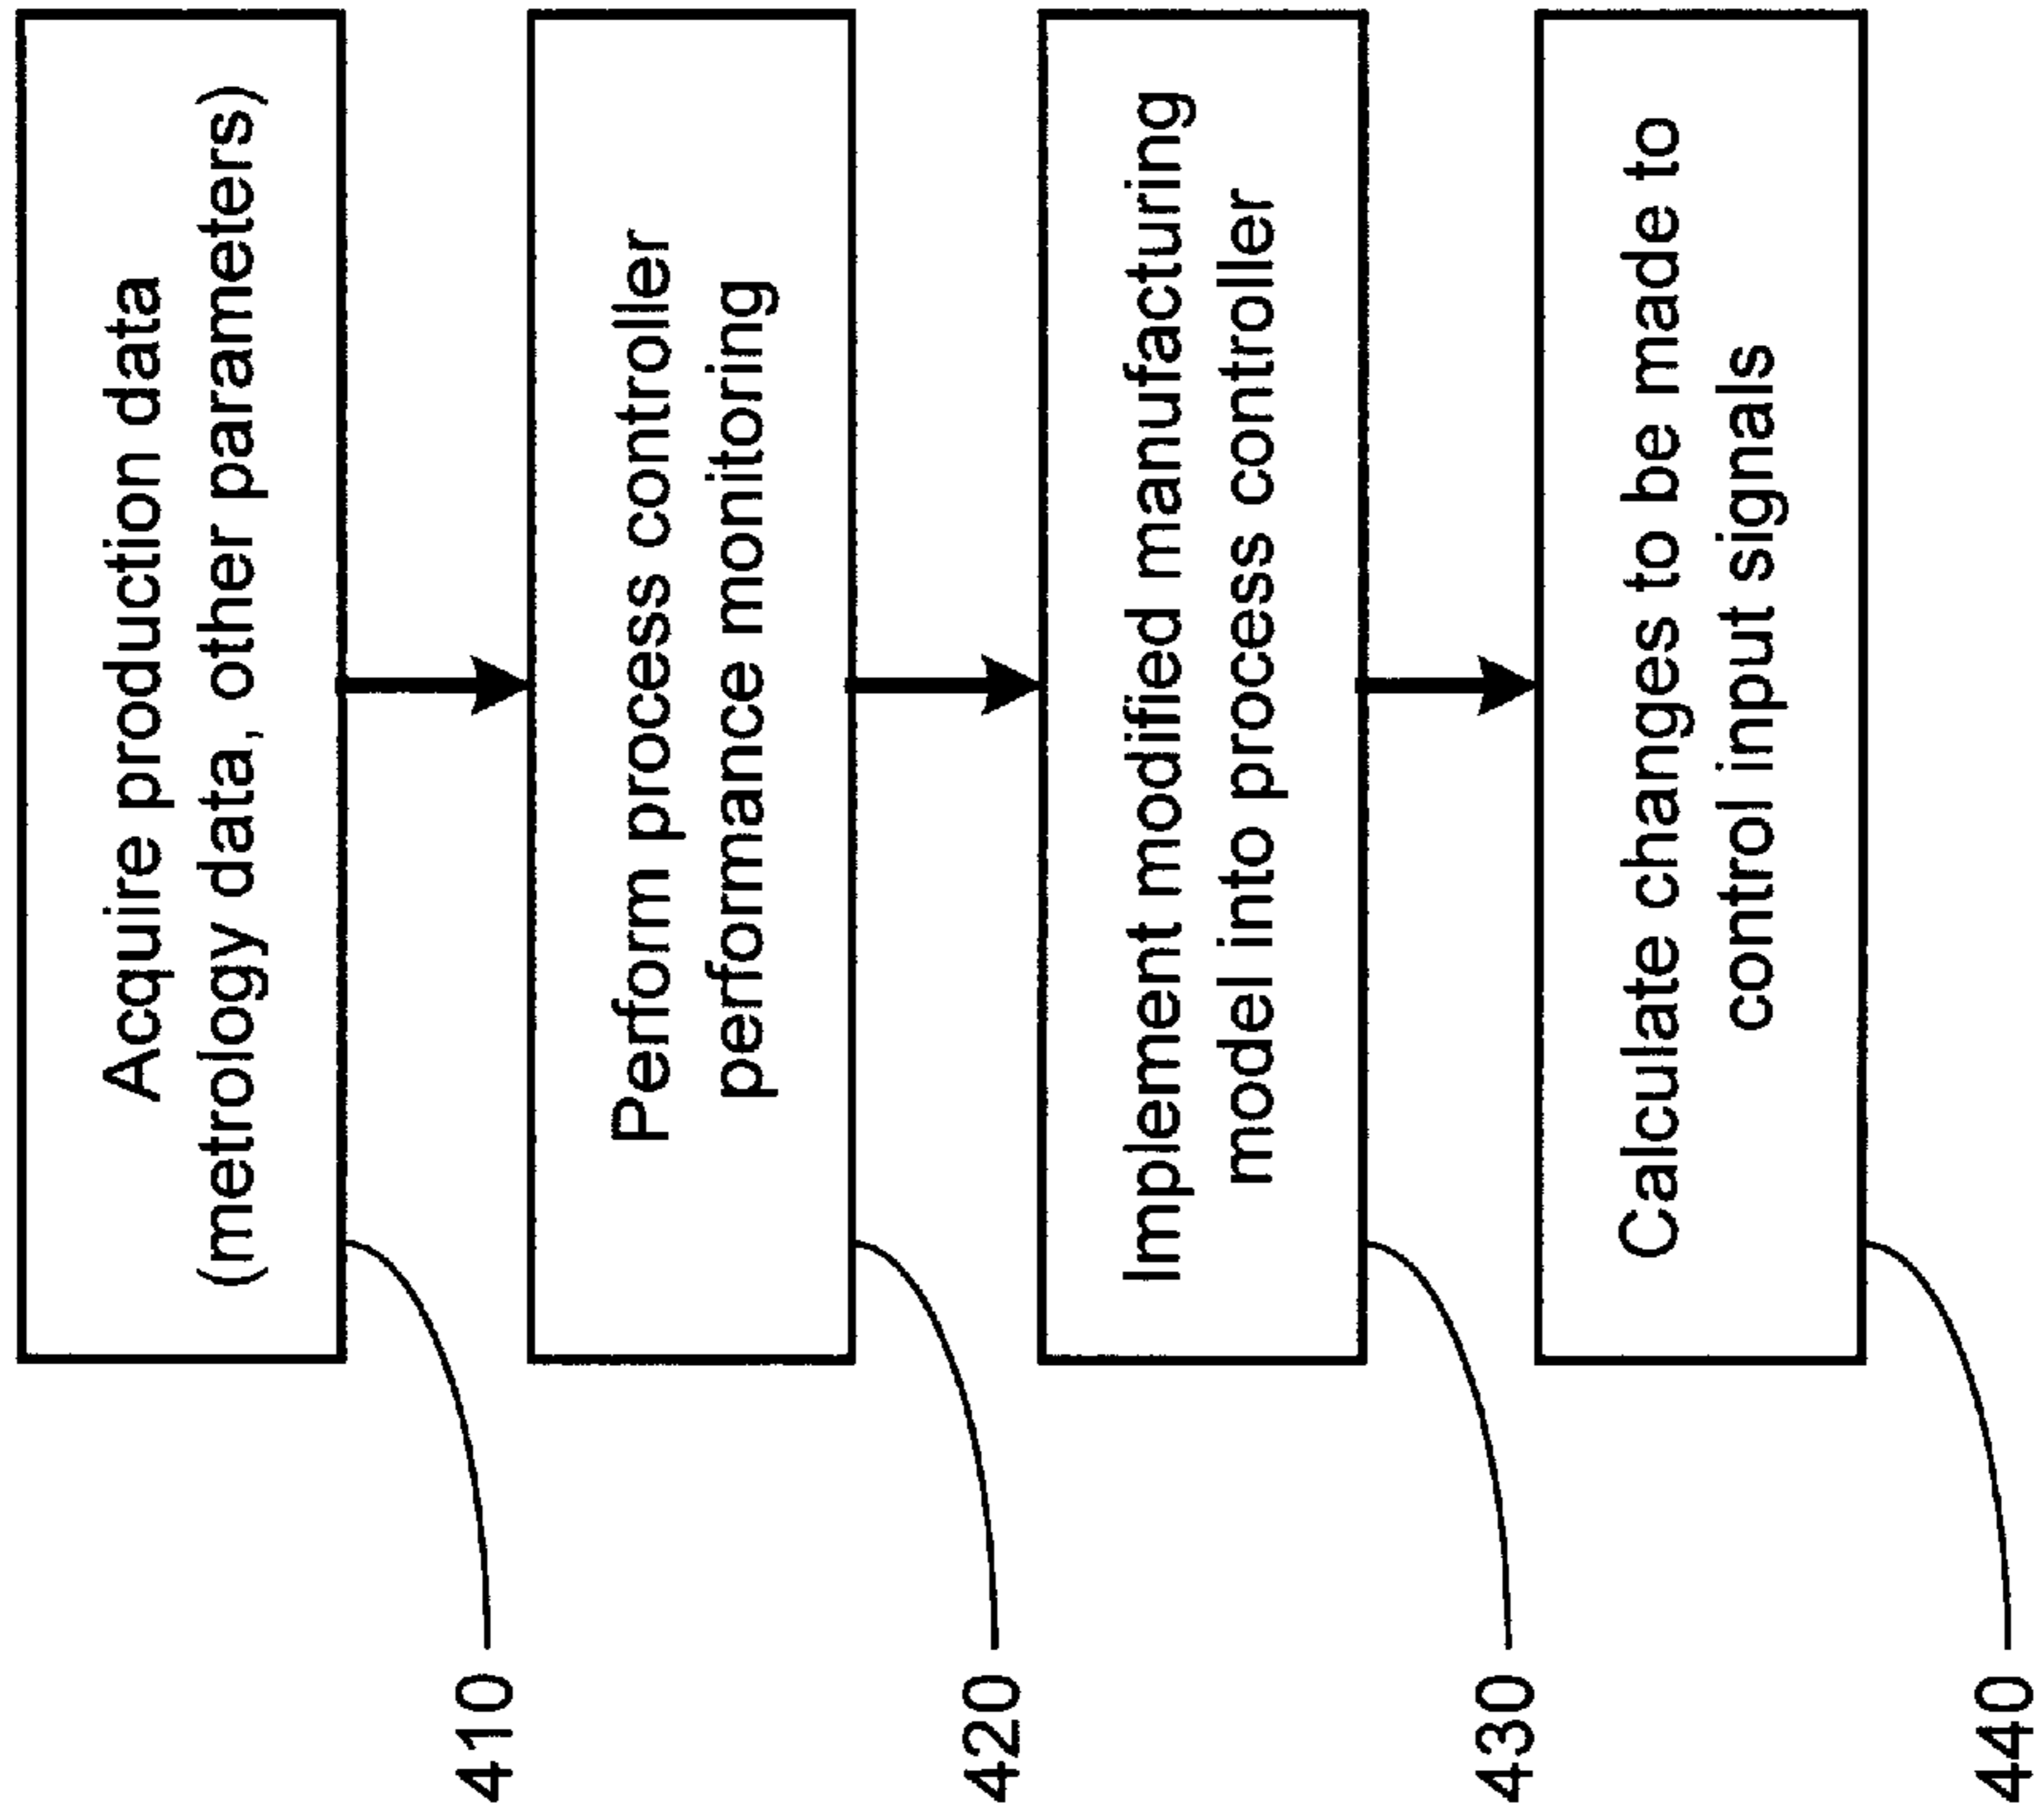 Acquire production data
(metrology data, other parameters)
410
Perform process controller
performance monitoring
420
Implement modified manufacturing
model into process controller
430
Calculate changes to be made to
control input signals
440